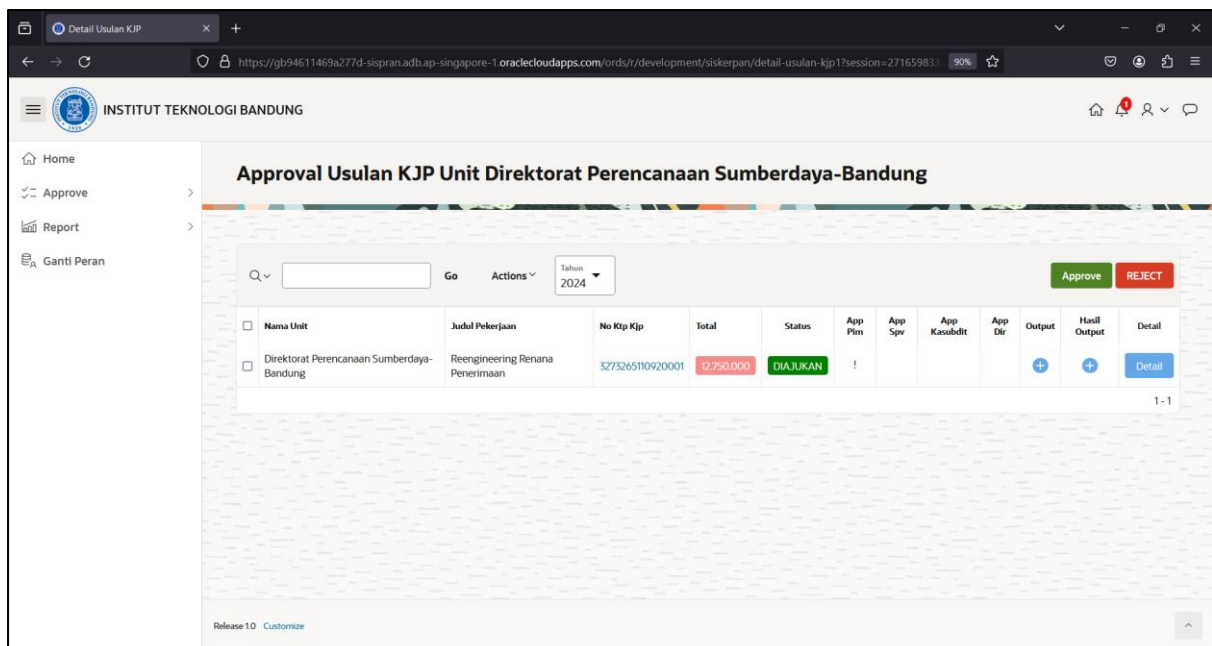 Detail Usulan KJP
https://gb94611469a277d-sispran.adb.ap-singapore-1.oraclecloudapps.com/ords/r/development/siskerpan/detail-usulan-kjp1?session=271659833
90%
INSTITUT TEKNOLOGI BANDUNG
1
Home
Approve
Report
Ganti Peran
Approval Usulan KJP Unit Direktorat Perencanaan Sumberdaya-Bandung
Go
Actions
Tahun
2024
Approve
REJECT
Nama Unit
Judul Pekerjaan
No Ktp Kjp
Total
Status
App
Pim
App
Spv
App
Kasubdit
App
Dir
Output
Hasil
Output
Detail
Direktorat Perencanaan Sumberdaya-
Bandung
Reengineering Renana
Penerimaan
3273265110920001
12.750.000
DIAJUKAN
!
Detail
1 - 1
Release 1.0 Customize